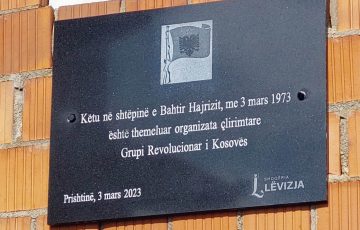 Këtu në shtëpinë e Bahtir Hajrizit, me 3 mars 1973
është themeluar organizata çlirimtare
Grupi Revolucionar i Kosovës
Prishtinë, 3 mars 2023
SHOQËRIA
LËVIZJA